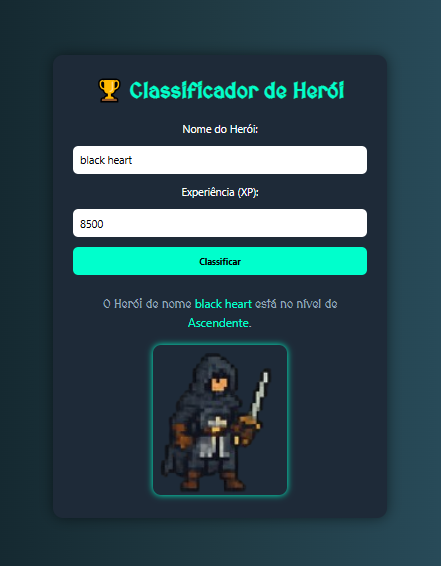 🏆 Classificador de Herói
Nome do Herói:
black heart
Experiência (XP):
8500
Classificar
O Herói de nome black heart está no nível de
Ascendente.